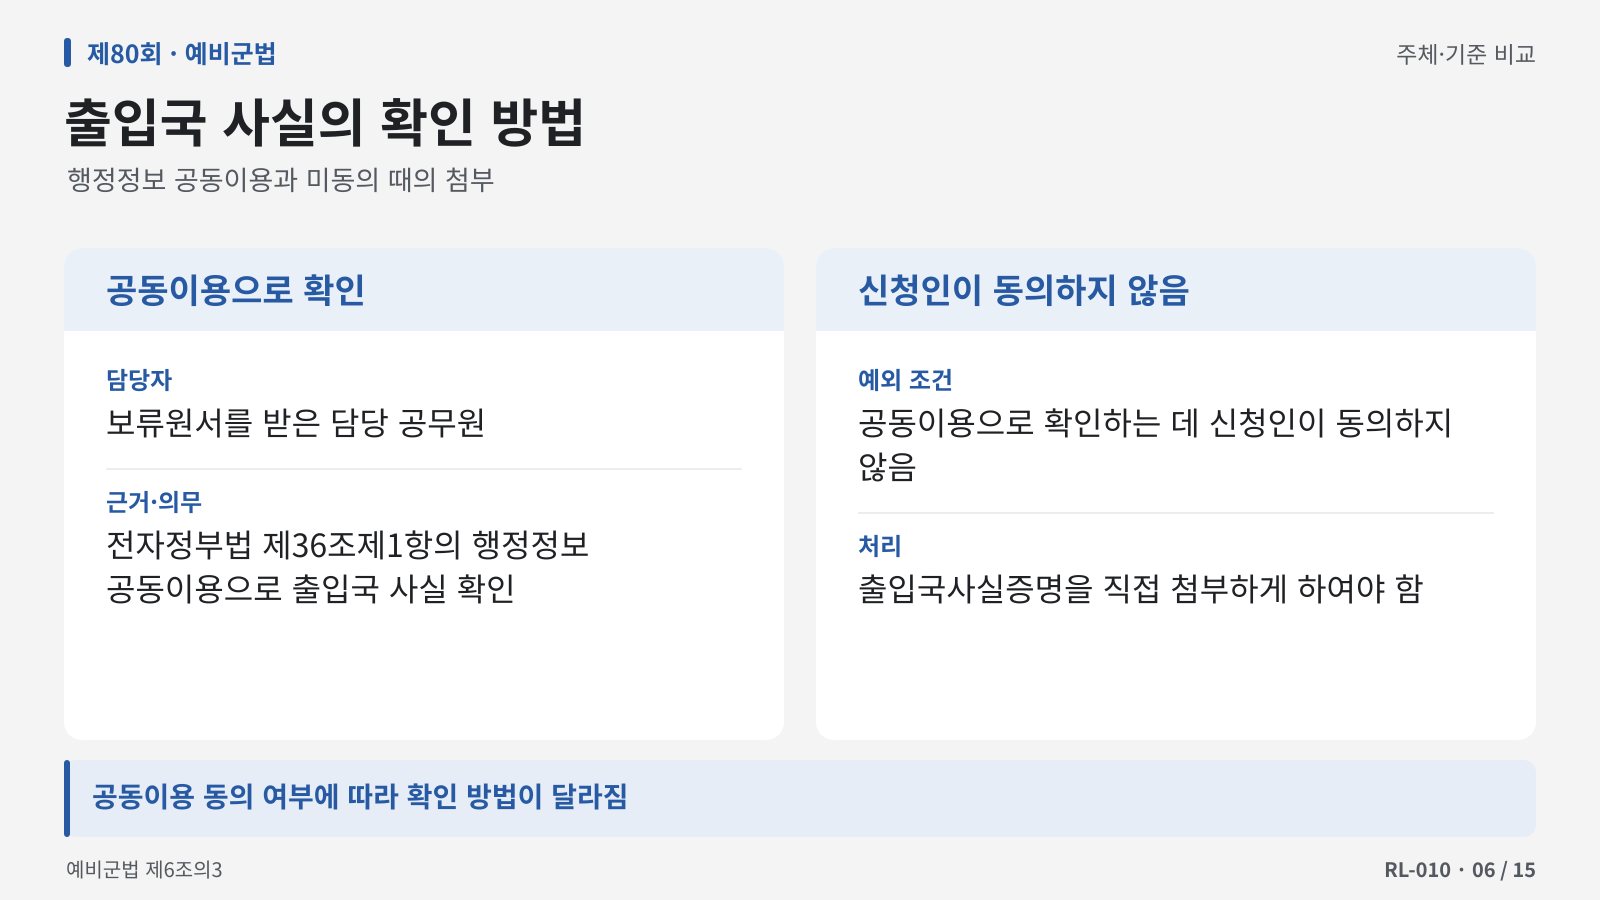 제80회 · 예비군법
주체·기준 비교
출입국 사실의 확인 방법
행정정보 공동이용과 미동의 때의 첨부
공동이용으로 확인
담당자
보류원서를 받은 담당 공무원
근거·의무
전자정부법 제36조제1항의 행정정보
공동이용으로 출입국 사실 확인
신청인이 동의하지 않음
예외 조건
공동이용으로 확인하는 데 신청인이 동의하지
않음
처리
출입국사실증명을 직접 첨부하게 하여야 함
공동이용 동의 여부에 따라 확인 방법이 달라짐
예비군법 제6조의3
RL-010 · 06 / 15